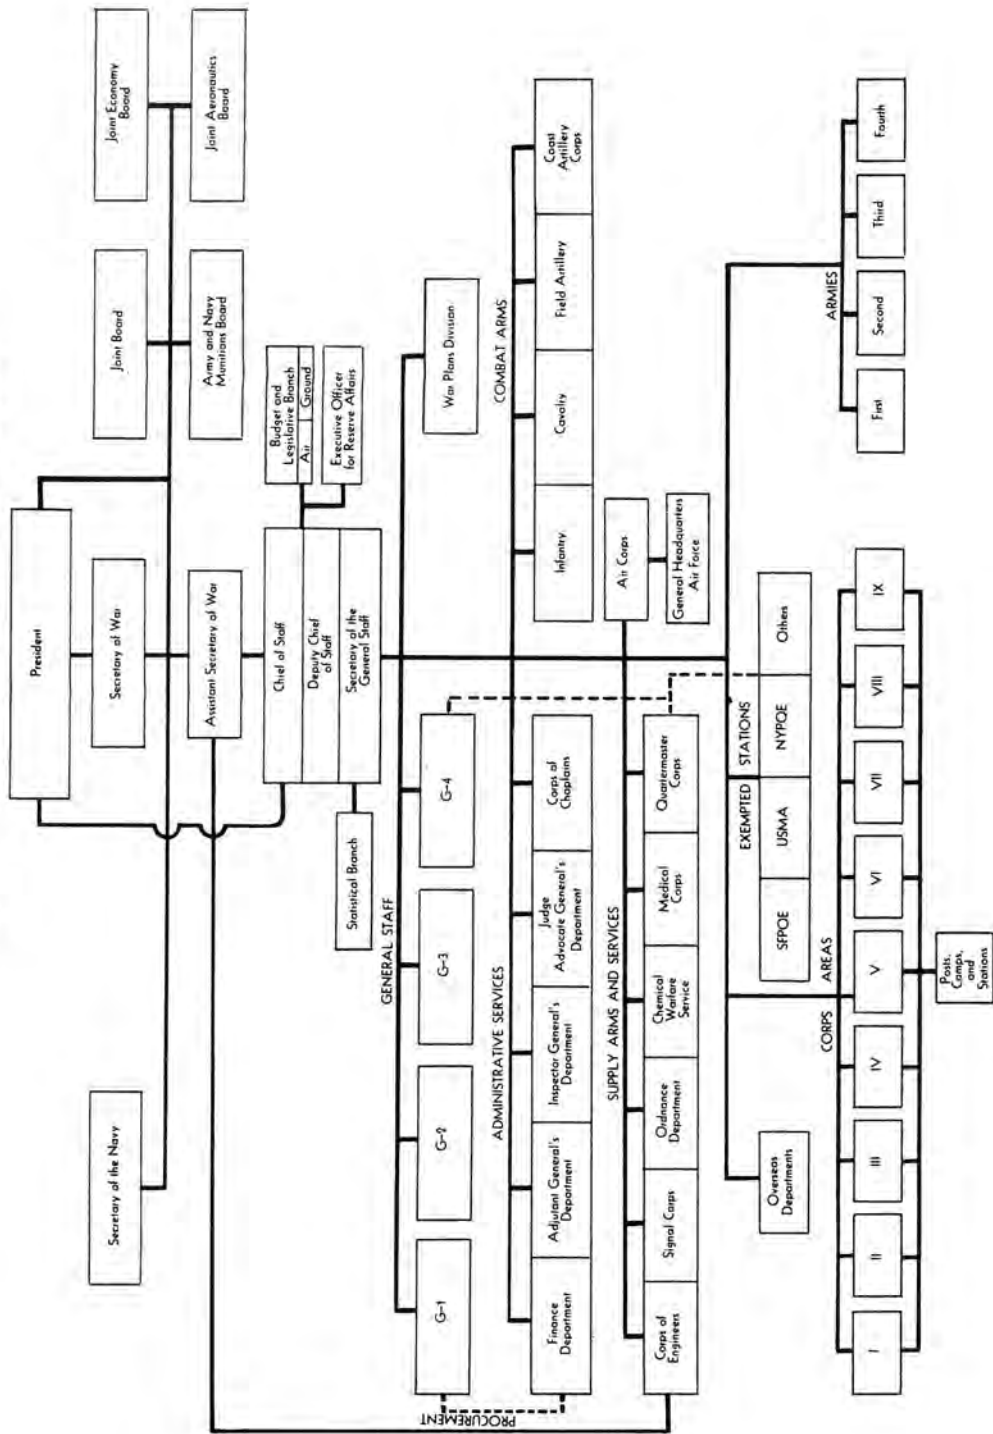 President
Secretary of the Navy
Secretary of War
Joint Board
Joint Economy
Board
Army and Navy
Munitions Board
Joint Aeronautics
Board
Assistant Secretary of War
Chief of Staff
Deputy Chief
of Staff
Secretary of the
General Staff
Budget and
Legislative Branch
Air
Ground
Executive Officer
for Reserve Affairs
Statistical Branch
GENERAL STAFF
G-1
G-2
G-3
G-4
War Plans Division
ADMINISTRATIVE SERVICES
Finance
Department
Adjutant General's
Department
Inspector General's
Department
Judge
Advocate General's
Department
Corps of
Chaplains
COMBAT ARMS
Infantry
Cavalry
Field Artillery
Coast
Artillery
Corps
PROCUREMENT
SUPPLY ARMS AND SERVICES
Corps of
Engineers
Signal Corps
Ordnance
Department
Chemical
Warfare
Service
Medical
Corps
Quartermaster
Corps
Air Corps
General Headquarters
Air Force
Overseas
Departments
EXEMPTED STATIONS
SFPOE
USMA
NYPOE
Others
CORPS AREAS
I
II
III
IV
V
VI
VII
VIII
IX
Posts,
Camps,
and
Stations
ARMIES
First
Second
Third
Fourth